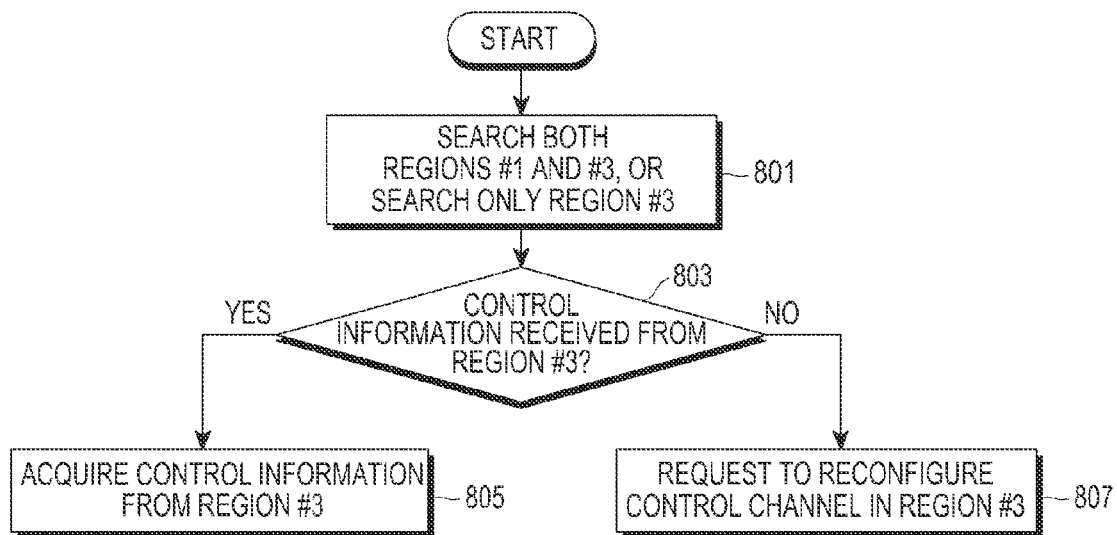 START
SEARCH BOTH
REGIONS #1 AND #3, OR
SEARCH ONLY REGION #3
801
803
YES
CONTROL
INFORMATION RECEIVED FROM
REGION #3?
NO
ACQUIRE CONTROL INFORMATION
FROM REGION #3
805
REQUEST TO RECONFIGURE
CONTROL CHANNEL IN REGION #3
807